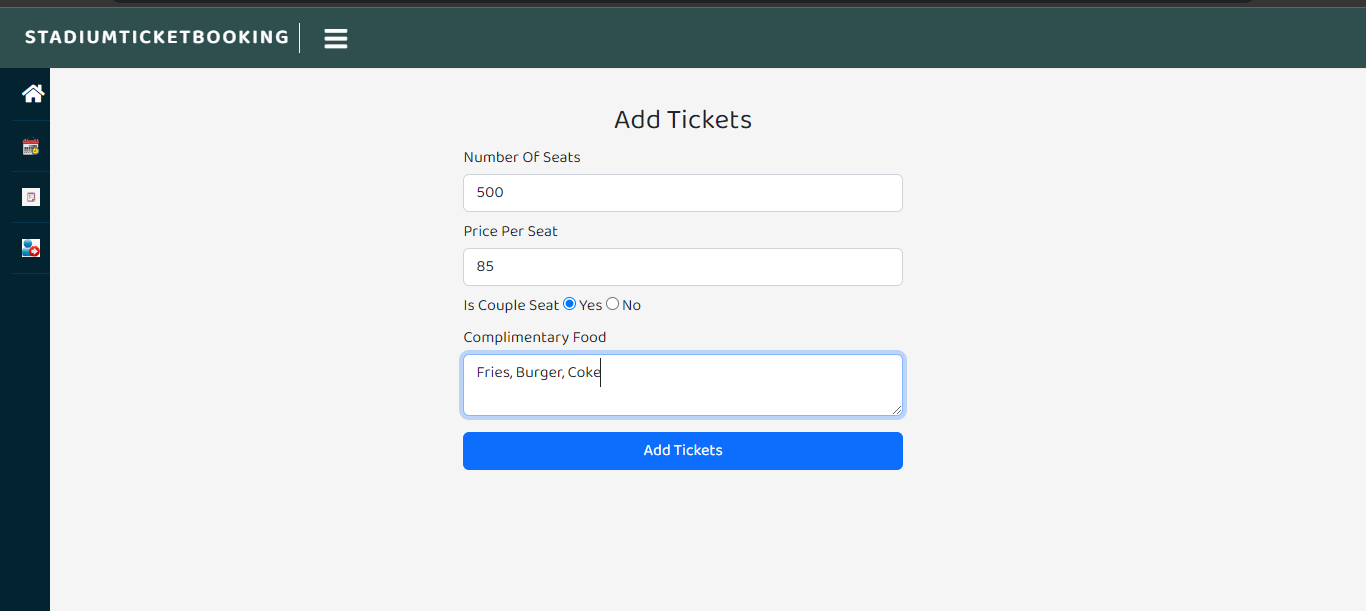 STADIUMTICKETBOOKING
Add Tickets
Number Of Seats
500
Price Per Seat
85
Is Couple Seat Yes No
Complimentary Food
Fries, Burger, Coke
Add Tickets